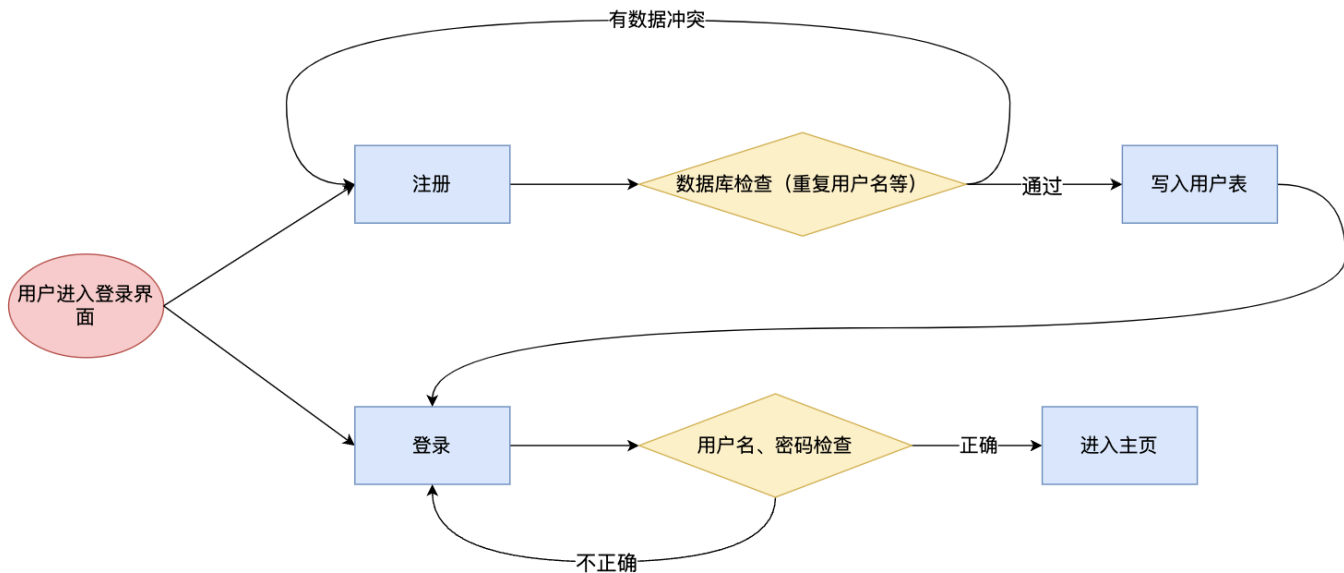 有数据冲突
注册
数据库检查（重复用户名等）
通过
写入用户表
用户进入登录界
面
登录
用户名、密码检查
正确
进入主页
不正确